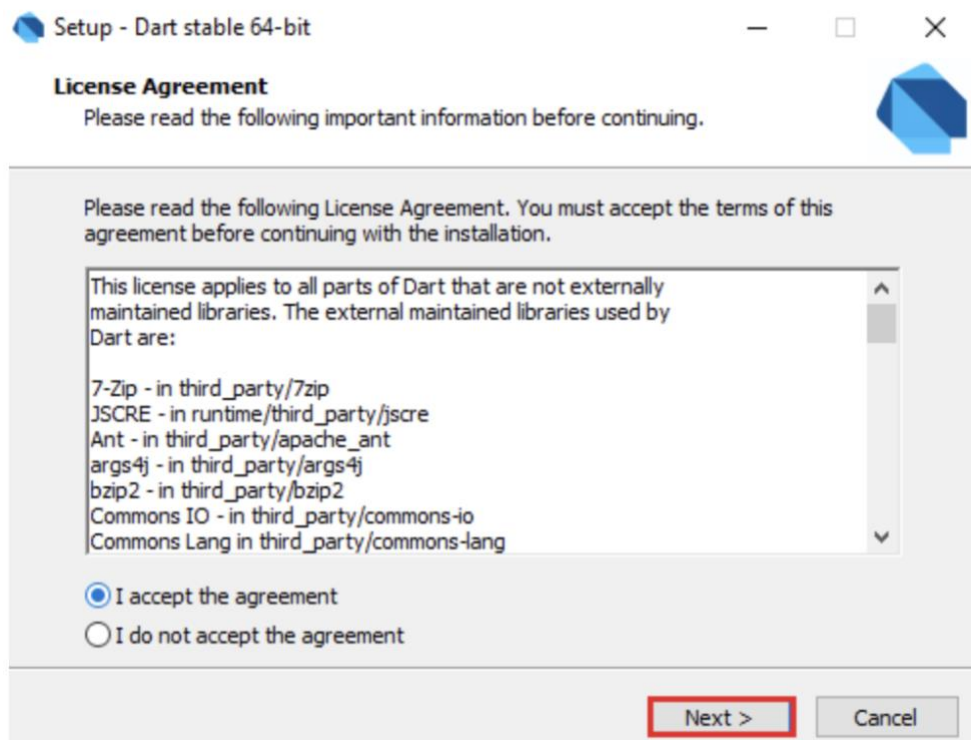 Setup - Dart stable 64-bit
License Agreement
Please read the following important information before continuing.
Please read the following License Agreement. You must accept the terms of this
agreement before continuing with the installation.
This license applies to all parts of Dart that are not externally
maintained libraries. The external maintained libraries used by
Dart are:
7-Zip - in third_party/7zip
JSCRE - in runtime/third_party/jscre
Ant - in third_party/apache_ant
args4j - in third_party/args4j
bzip2 - in third_party/bzip2
Commons IO - in third_party/commons-io
Commons Lang in third_party/commons-lang
I accept the agreement
I do not accept the agreement
Next >
Cancel